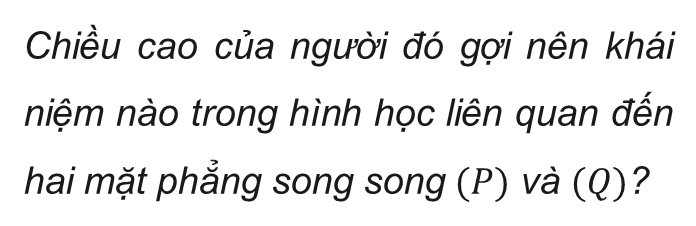 Chiều cao của người đó gợi nên khái
niệm nào trong hình học liên quan đến
hai mặt phẳng song song (P) và (Q)?